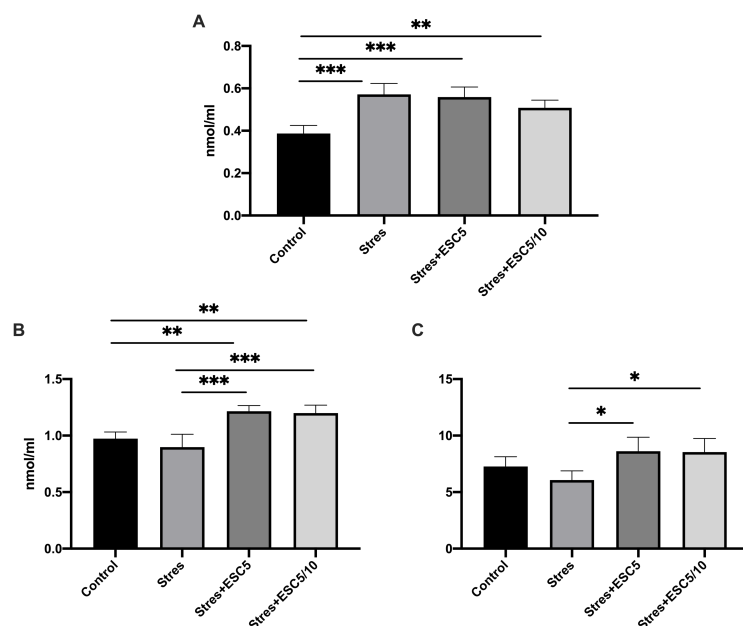 A
**
***
***
0.8
0.6
0.4
0.2
0.0
nmol/ml
Control
Stres
Stres+ESC5
Stres+ESC5/10
B
**
**
***
***
1.5
1.0
0.5
0.0
nmol/ml
Control
Stres
Stres+ESC5
Stres+ESC5/10
C
*
*
15
10
5
0
Control
Stres
Stres+ESC5
Stres+ESC5/10